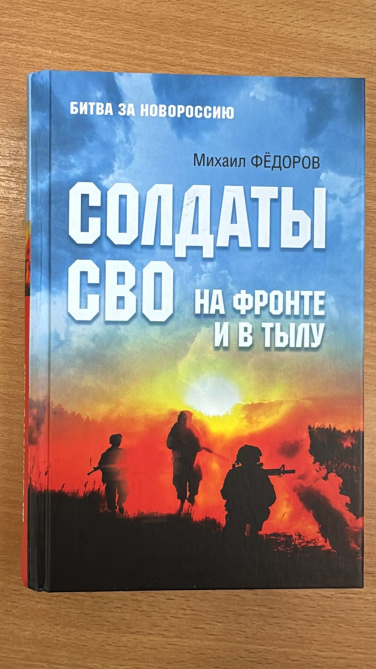 БИТВА ЗА НОВОРОССИЮ
Михаил ФЁДОРОВ
СОЛДАТЫ
СВО НА ФРОНТЕ
И В ТЫЛУ